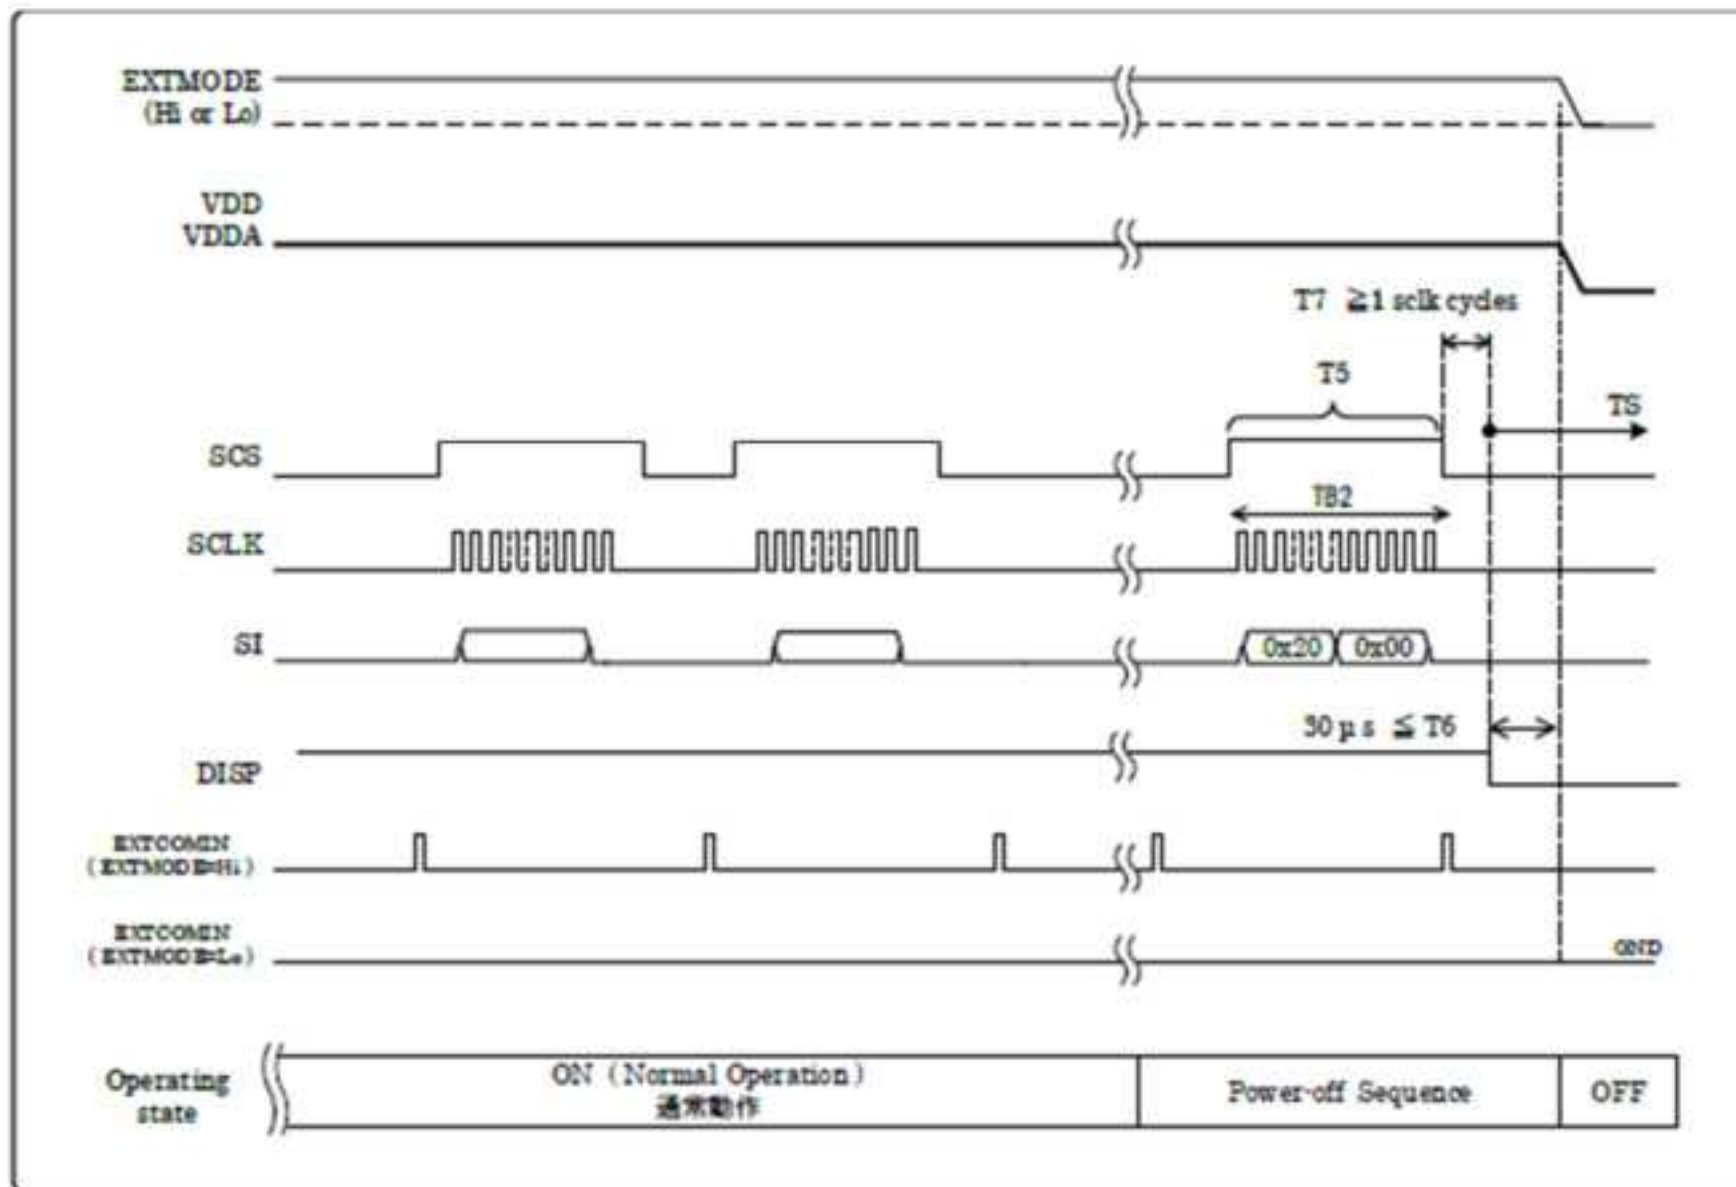 EXTMODE
(Hi or Lo)
VDD
VDDA
T7 ≧1 sclk cycles
T5
TS
SCS
TB2
SCLK
SI
0x20
0x00
30 μs ≦ T6
DISP
EXTCOMIN
(EXTMODE=Hi)
EXTCOMIN
(EXTMODE=Lo)
GND
Operating
state
ON (Normal Operation)
通常動作
Power-off Sequence
OFF